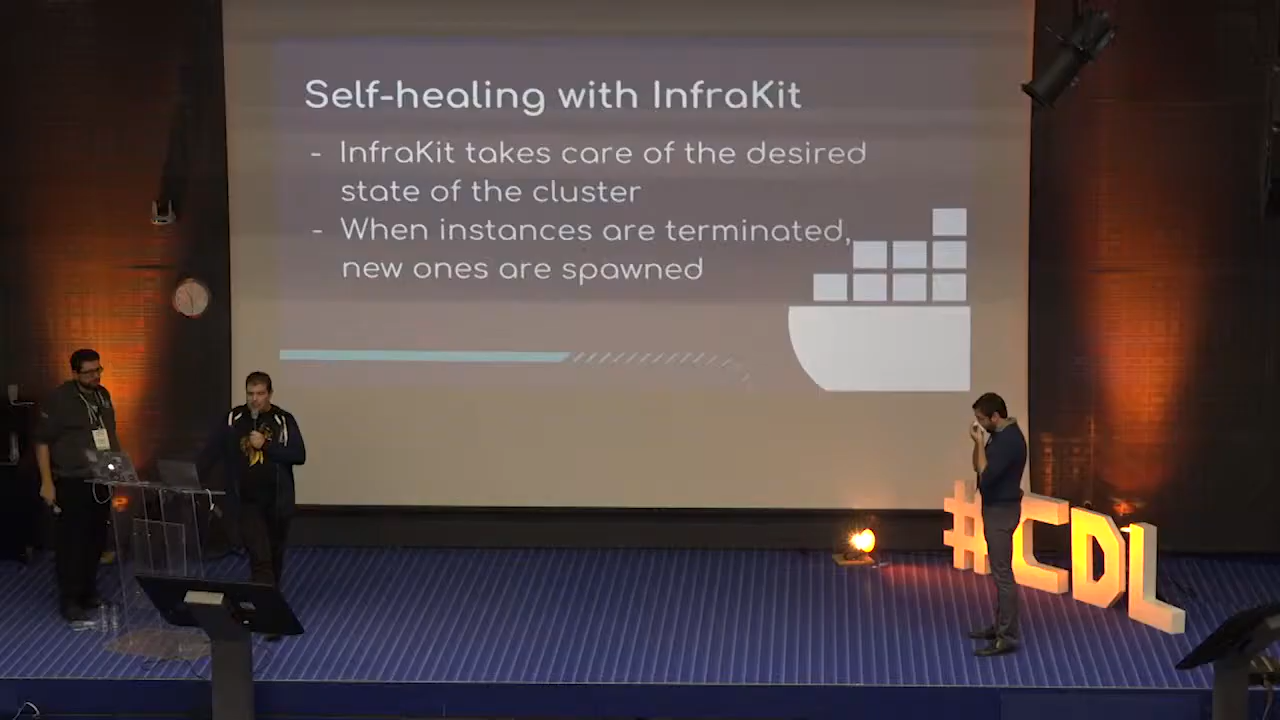 Self-healing with InfraKit
- InfraKit takes care of the desired
state of the cluster
- When instances are terminated,
new ones are spawned
#CDL